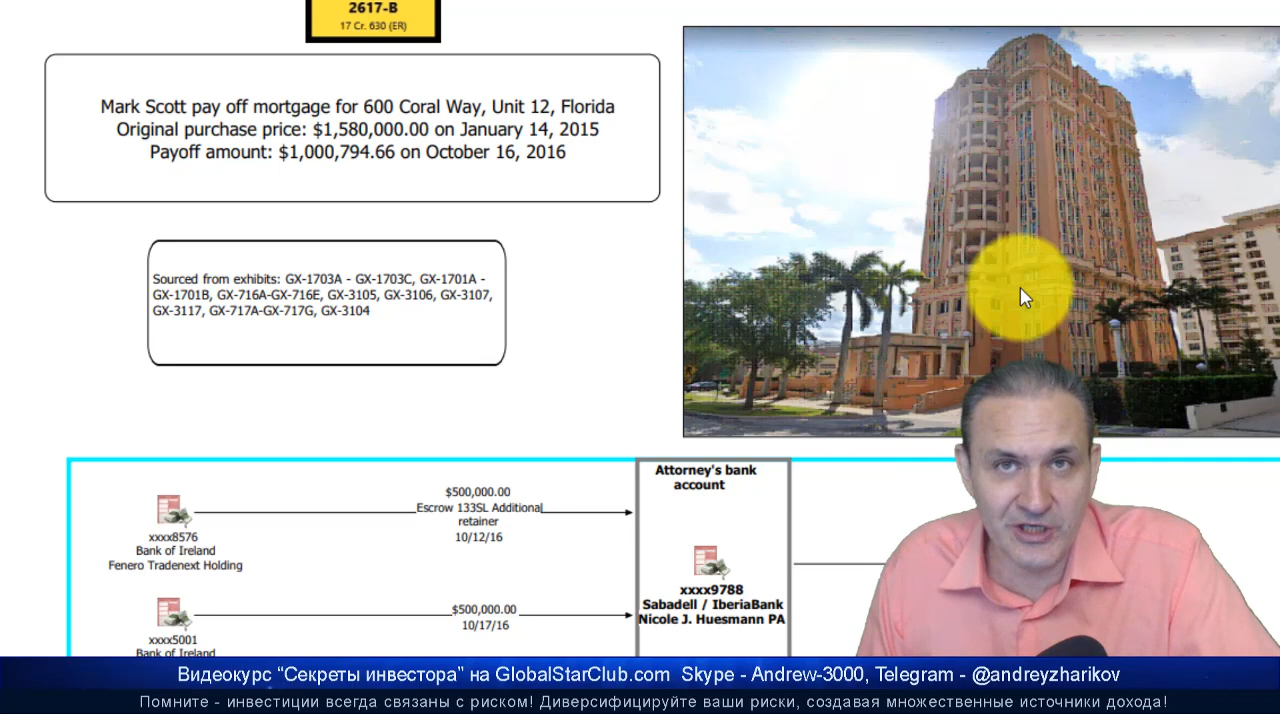 2617-B
17 Cr. 630 (ER)
Mark Scott pay off mortgage for 600 Coral Way, Unit 12, Florida
Original purchase price: $1,580,000.00 on January 14, 2015
Payoff amount: $1,000,794.66 on October 16, 2016
Sourced from exhibits: GX-1703A - GX-1703C, GX-1701A -
GX-1701B, GX-716A-GX-716E, GX-3105, GX-3106, GX-3107,
GX-3117, GX-717A-GX-717G, GX-3104
Attorney's bank
account
$500,000.00
Escrow 133SL Additional
retainer
10/12/16
xxxx8576
Bank of Ireland
Fenero Tradenext Holding
xxxx9788
Sabadell / IberiaBank
Nicole J. Huesmann PA
$500,000.00
10/17/16
xxxx5001
Bank of Ireland
Видеокурс “Секреты инвестора” на GlobalStarClub.com Skype - Andrew-3000, Telegram - @andreyzharikov
Помните - инвестиции всегда связаны с риском! Диверсифицируйте ваши риски, создавая множественные источники дохода!